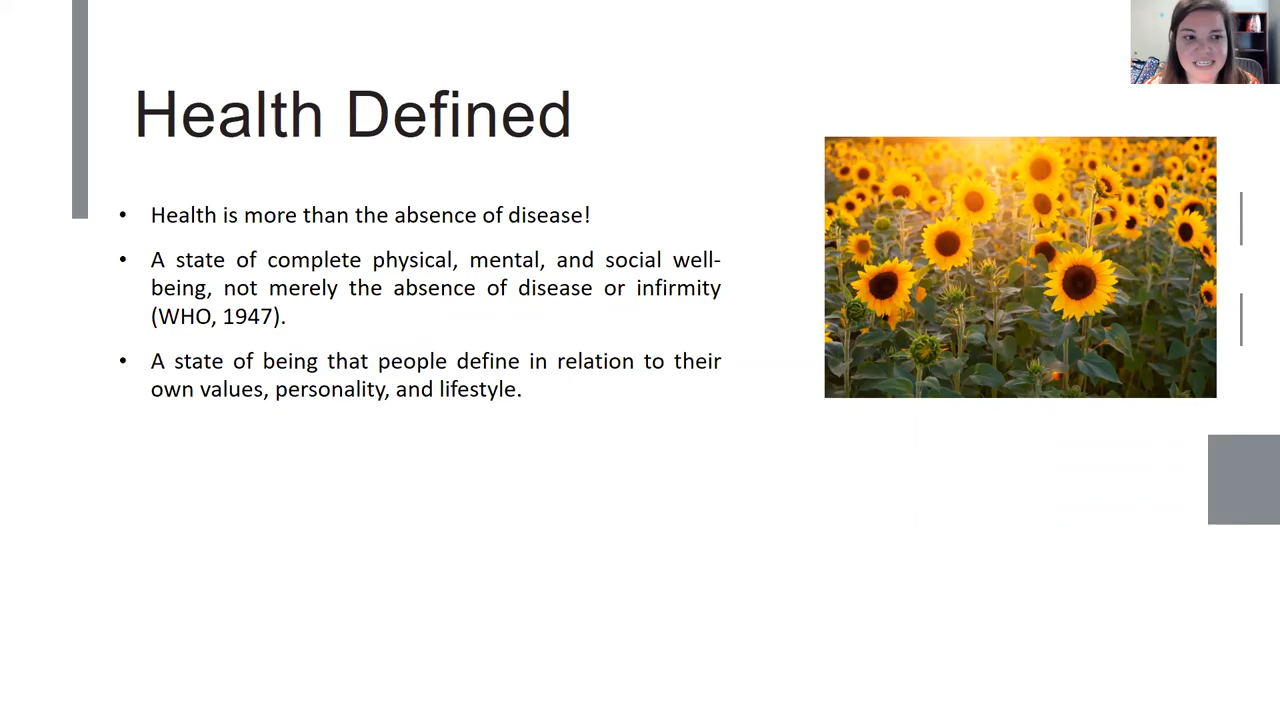 Health Defined
• Health is more than the absence of disease!
• A state of complete physical, mental, and social well-
being, not merely the absence of disease or infirmity
(WHO, 1947).
• A state of being that people define in relation to their
own values, personality, and lifestyle.